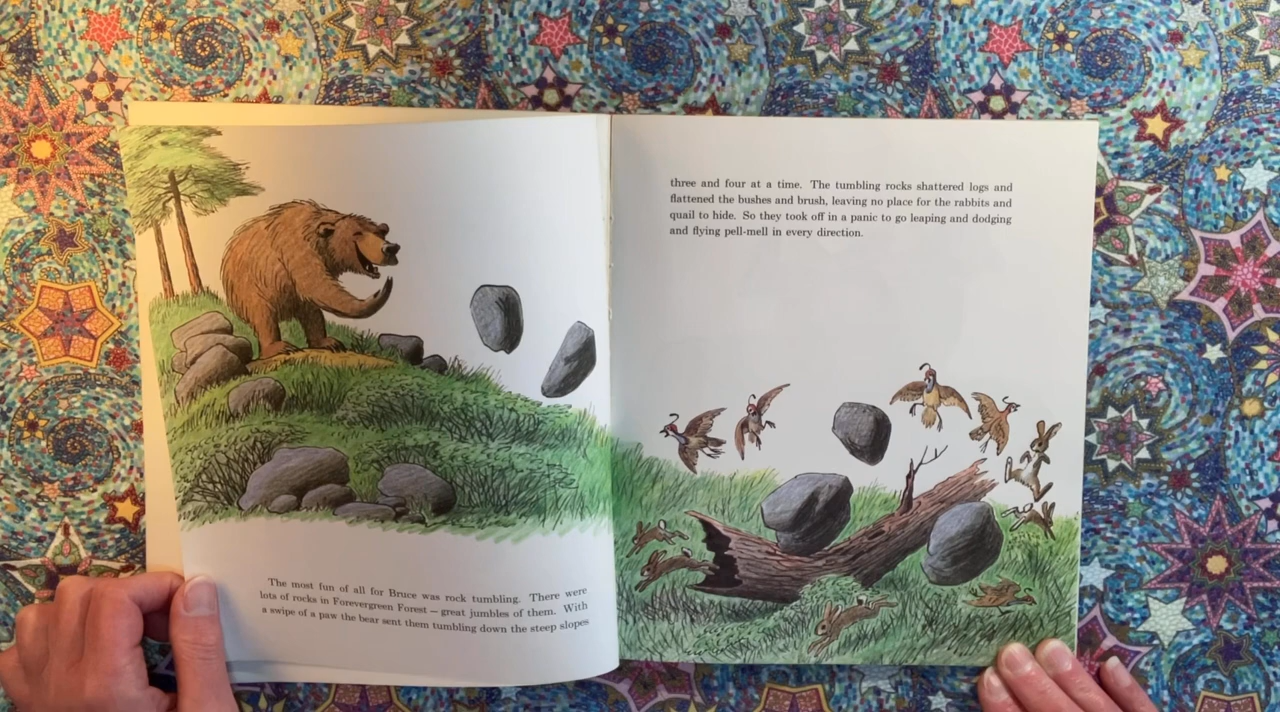 The most fun of all for Bruce was rock tumbling. There were
lots of rocks in Forevergreen Forest — great jumbles of them. With
a swipe of a paw the bear sent them tumbling down the steep slopes
three and four at a time. The tumbling rocks shattered logs and
flattened the bushes and brush, leaving no place for the rabbits and
quail to hide. So they took off in a panic to go leaping and dodging
and flying pell-mell in every direction.